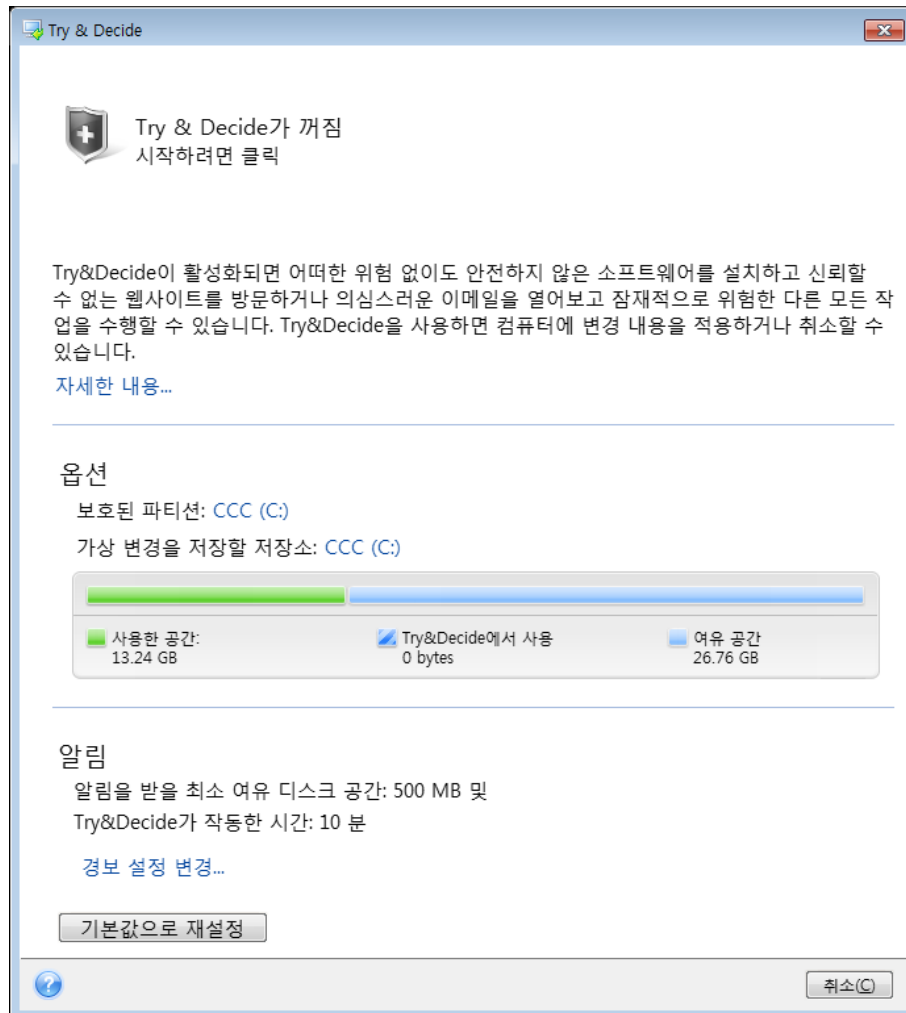 Try & Decide
Try & Decide가 꺼짐
시작하려면 클릭
Try&Decide이 활성화되면 어떠한 위험 없이도 안전하지 않은 소프트웨어를 설치하고 신뢰할
수 없는 웹사이트를 방문하거나 의심스러운 이메일을 열어보고 잠재적으로 위험한 다른 모든 작
업을 수행할 수 있습니다. Try&Decide을 사용하면 컴퓨터에 변경 내용을 적용하거나 취소할 수
있습니다.
자세한 내용...
옵션
보호된 파티션: CCC (C:)
가상 변경을 저장할 저장소: CCC (C:)
사용한 공간:
13.24 GB
Try&Decide에서 사용
0 bytes
여유 공간
26.76 GB
알림
알림을 받을 최소 여유 디스크 공간: 500 MB 및
Try&Decide가 작동한 시간: 10 분
경보 설정 변경...
기본값으로 재설정
취소(C)